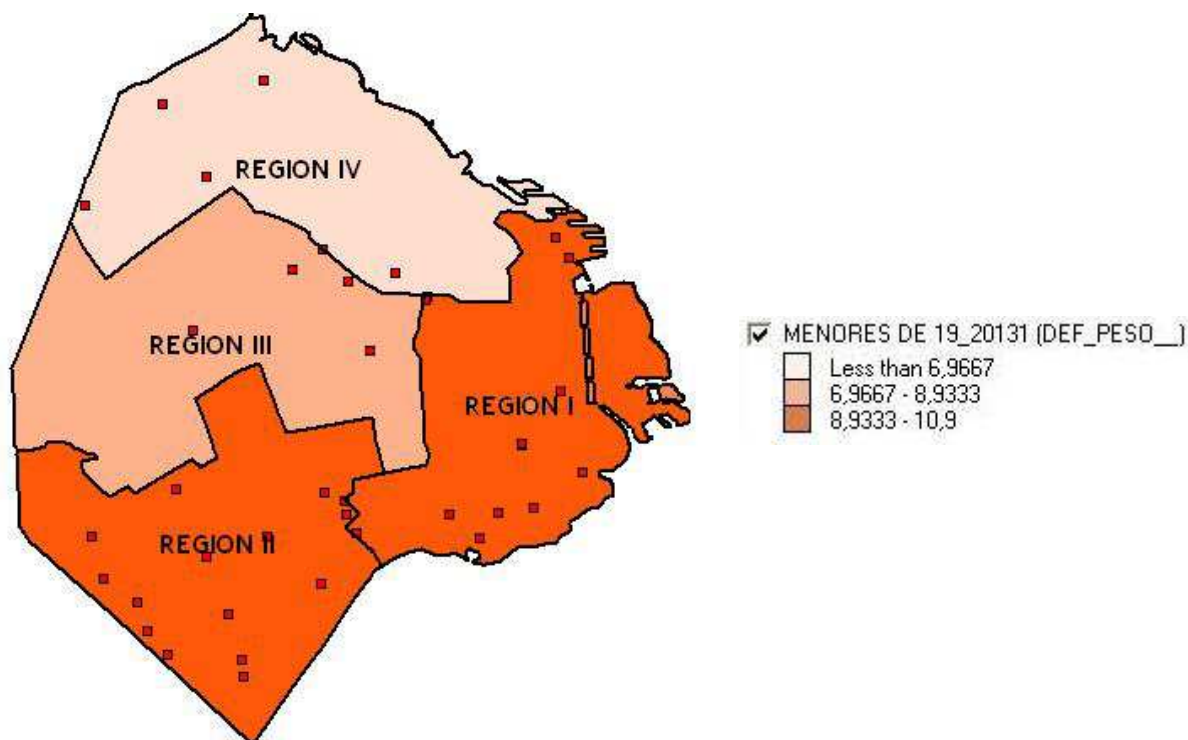 REGION IV
REGION III
REGION I
REGION II
MENORES DE 19_20131 (DEF_PESO__)
Less than 6,9667
6,9667 - 8,9333
8,9333 - 10,9